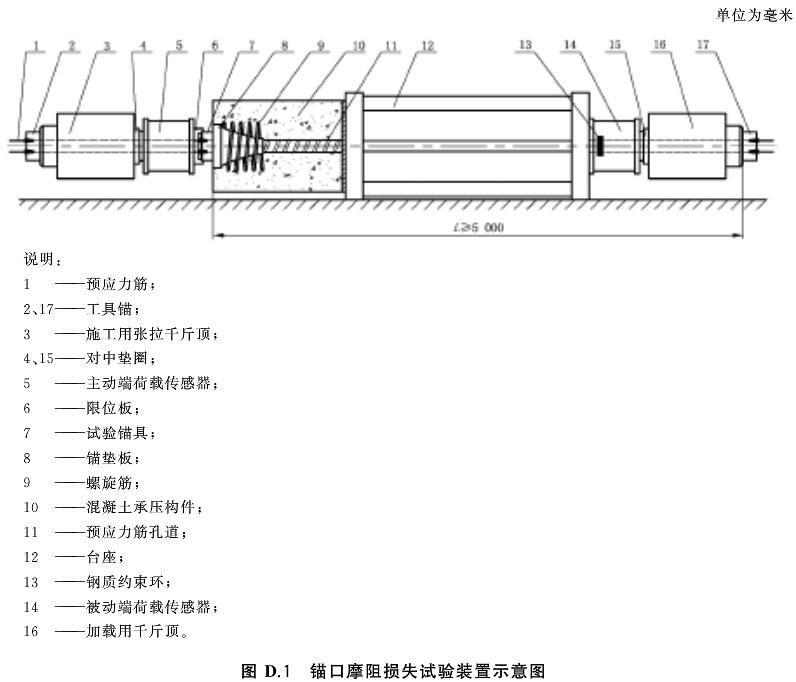 单位为毫米
1 2 3 4 5 6 7 8 9 10 11 12 13 14 15 16 17
L≥5 000
说明：
1 ——预应力筋；
2、17——工具锚；
3 ——施工用张拉千斤顶；
4、15——对中垫圈；
5 ——主动端荷载传感器；
6 ——限位板；
7 ——试验锚具；
8 ——锚垫板；
9 ——螺旋筋；
10 ——混凝土承压构件；
11 ——预应力筋孔道；
12 ——台座；
13 ——钢质约束环；
14 ——被动端荷载传感器；
16 ——加载用千斤顶。
图 D.1 锚口摩阻损失试验装置示意图